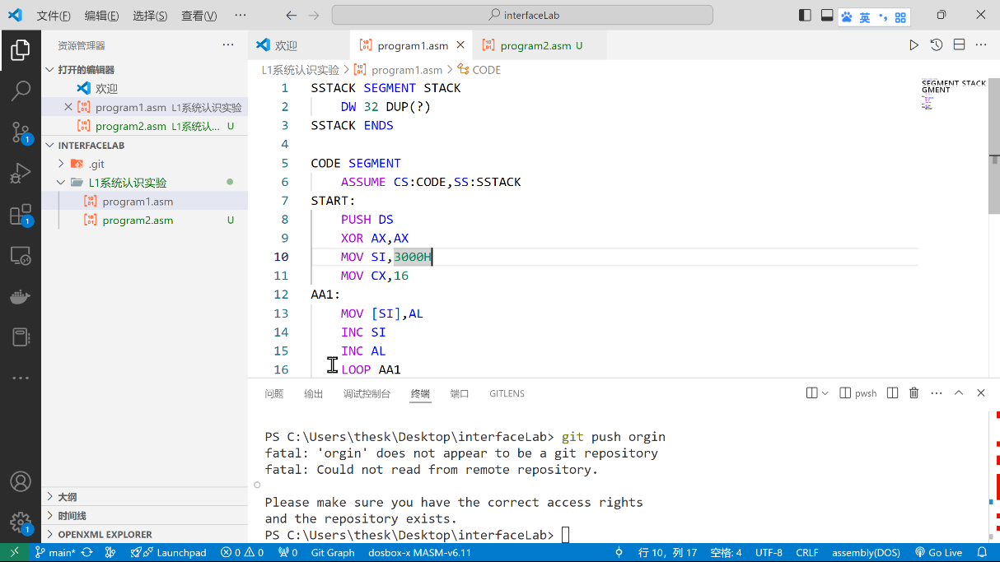 文件(F) 编辑(E) 选择(S) 查看(V) ··· interfaceLab 英
资源管理器 ···
打开的编辑器
欢迎
program1.asm L1系统认识实验
program2.asm L1系统认... U
INTERFACELAB
.git
L1系统认识实验
program1.asm
program2.asm U
大纲
时间线
OPENXML EDITOR
欢迎 program1.asm program2.asm U
L1系统认识实验 > program1.asm > CODE
1 SSTACK SEGMENT STACK
2 DW 32 DUP(?)
3 SSTACK ENDS
4
5 CODE SEGMENT
6 ASSUME CS:CODE,SS:SSTACK
7 START:
8 PUSH DS
9 XOR AX,AX
10 MOV SI,3000H
11 MOV CX,16
12 AA1:
13 MOV [SI],AL
14 INC SI
15 INC AL
16 LOOP AA1
SEGMENT STACK
GMENT
问题 输出 调试控制台 终端 端口 GITLENS pwsh
PS C:\Users\thesk\Desktop\interfaceLab> git push orgin
fatal: 'orgin' does not appear to be a git repository
fatal: Could not read from remote repository.
Please make sure you have the correct access rights
and the repository exists.
PS C:\Users\thesk\Desktop\interfaceLab>
1
1
1
main* Launchpad 0 0 0 Git Graph dosbox-x MASM-v6.11 行 10，列 17 空格: 4 UTF-8 CRLF assembly(DOS) Go Live